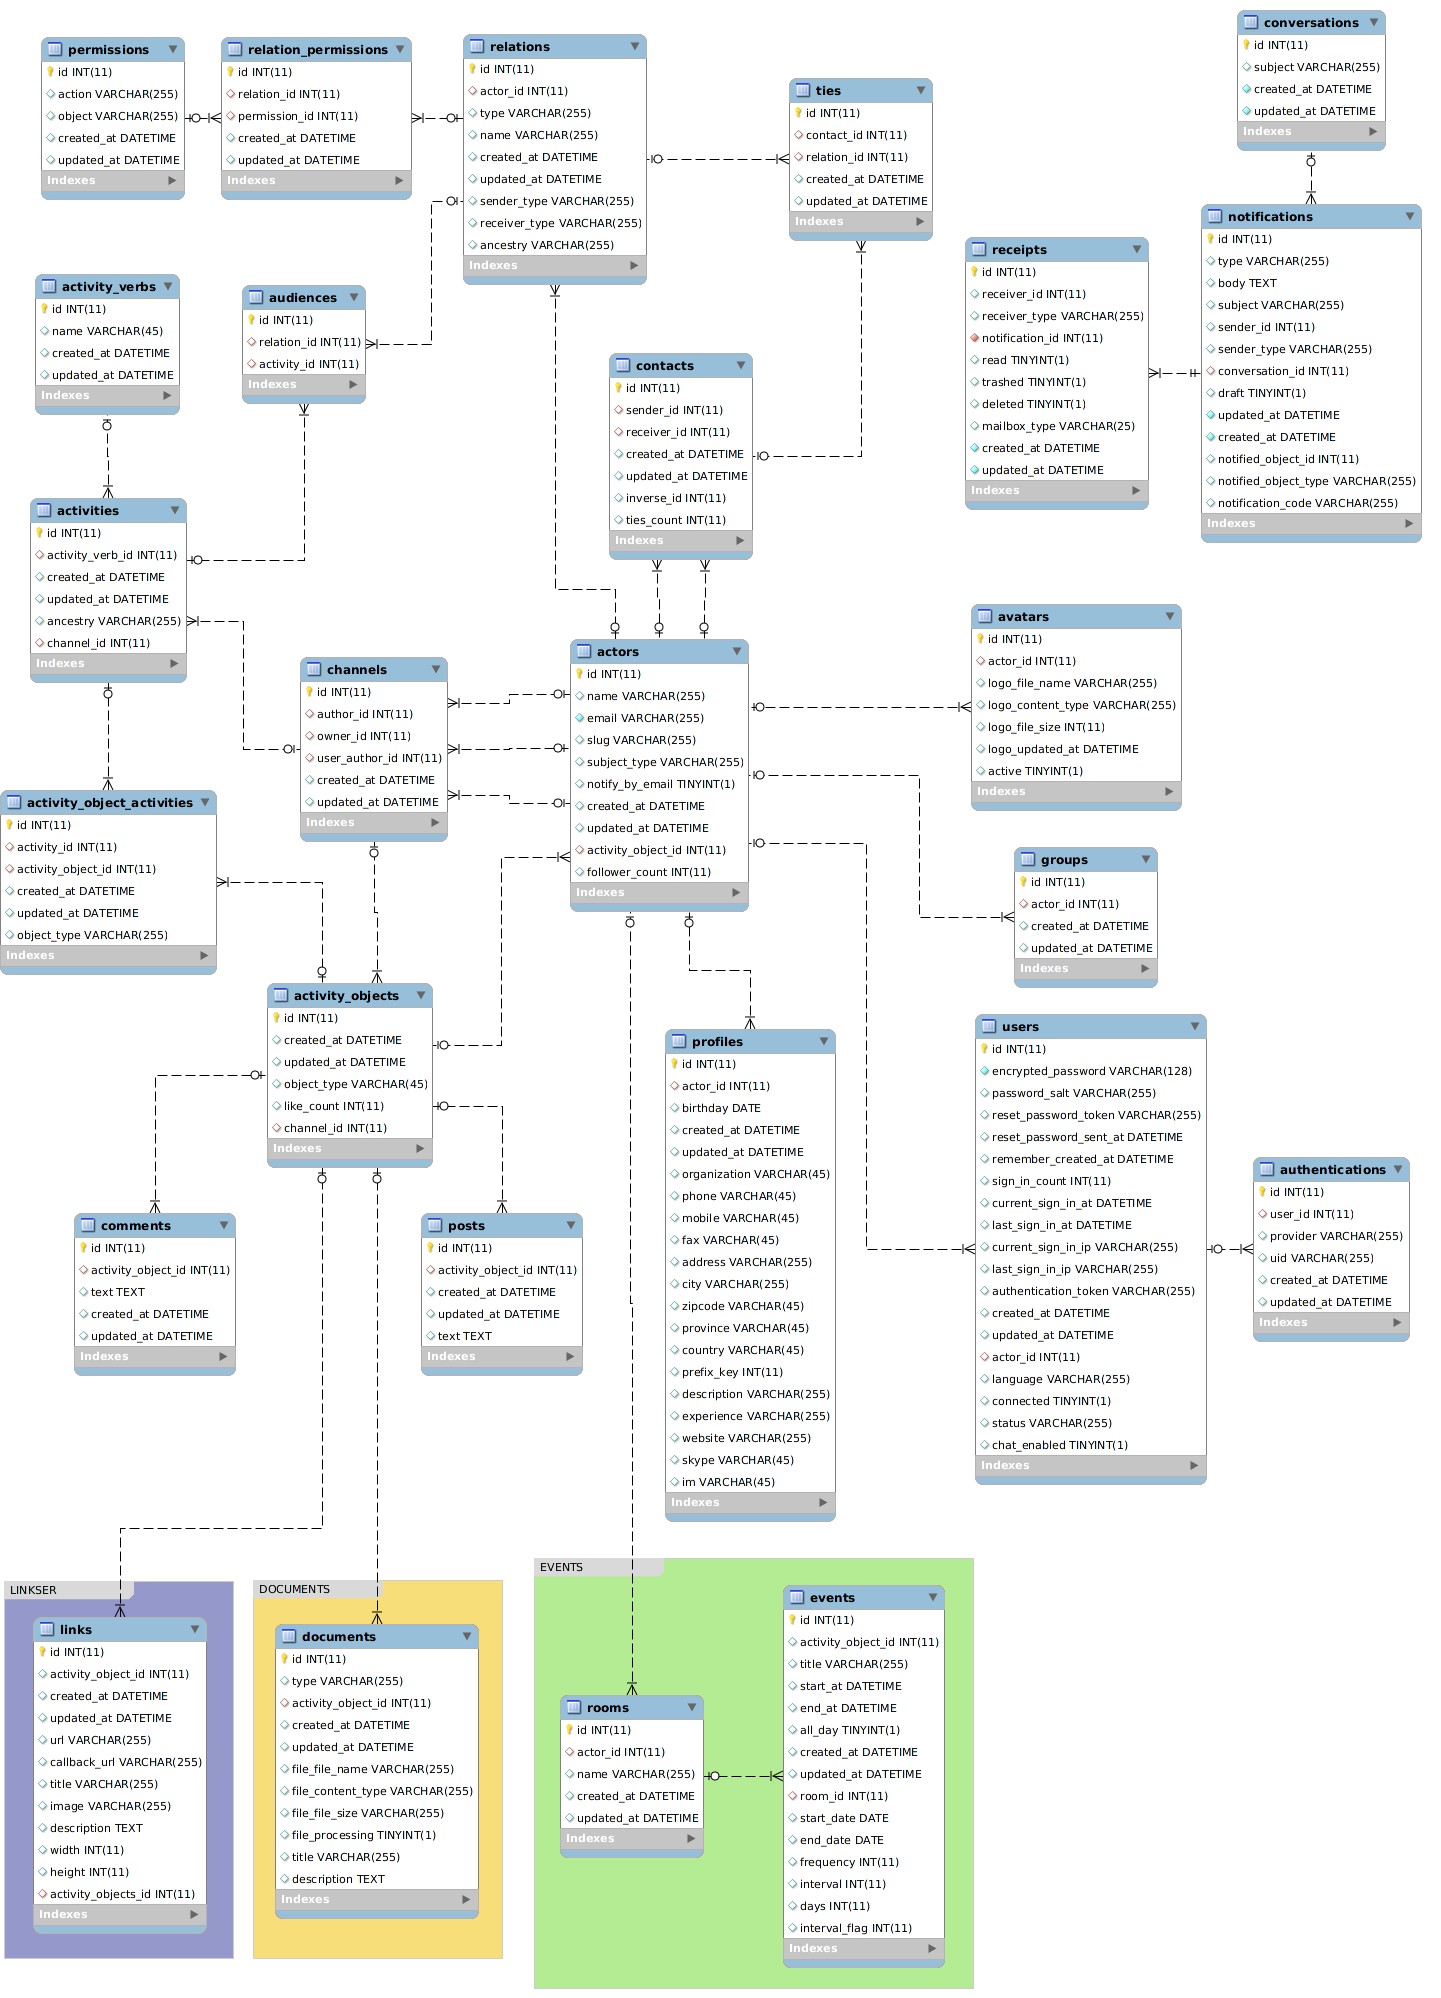 permissions
id INT(11)
action VARCHAR(255)
object VARCHAR(255)
created_at DATETIME
updated_at DATETIME
Indexes
relation_permissions
id INT(11)
relation_id INT(11)
permission_id INT(11)
created_at DATETIME
updated_at DATETIME
Indexes
relations
id INT(11)
actor_id INT(11)
type VARCHAR(255)
name VARCHAR(255)
created_at DATETIME
updated_at DATETIME
sender_type VARCHAR(255)
receiver_type VARCHAR(255)
ancestry VARCHAR(255)
Indexes
ties
id INT(11)
contact_id INT(11)
relation_id INT(11)
created_at DATETIME
updated_at DATETIME
Indexes
conversations
id INT(11)
subject VARCHAR(255)
created_at DATETIME
updated_at DATETIME
Indexes
notifications
id INT(11)
type VARCHAR(255)
body TEXT
subject VARCHAR(255)
sender_id INT(11)
sender_type VARCHAR(255)
conversation_id INT(11)
draft TINYINT(1)
updated_at DATETIME
created_at DATETIME
notified_object_id INT(11)
notified_object_type VARCHAR(255)
notification_code VARCHAR(255)
Indexes
receipts
id INT(11)
receiver_id INT(11)
receiver_type VARCHAR(255)
notification_id INT(11)
read TINYINT(1)
trashed TINYINT(1)
deleted TINYINT(1)
mailbox_type VARCHAR(25)
created_at DATETIME
updated_at DATETIME
Indexes
activity_verbs
id INT(11)
name VARCHAR(45)
created_at DATETIME
updated_at DATETIME
Indexes
audiences
id INT(11)
relation_id INT(11)
activity_id INT(11)
Indexes
contacts
id INT(11)
sender_id INT(11)
receiver_id INT(11)
created_at DATETIME
updated_at DATETIME
inverse_id INT(11)
ties_count INT(11)
Indexes
activities
id INT(11)
activity_verb_id INT(11)
created_at DATETIME
updated_at DATETIME
ancestry VARCHAR(255)
channel_id INT(11)
Indexes
channels
id INT(11)
author_id INT(11)
owner_id INT(11)
user_author_id INT(11)
created_at DATETIME
updated_at DATETIME
Indexes
actors
id INT(11)
name VARCHAR(255)
email VARCHAR(255)
slug VARCHAR(255)
subject_type VARCHAR(255)
notify_by_email TINYINT(1)
created_at DATETIME
updated_at DATETIME
activity_object_id INT(11)
follower_count INT(11)
Indexes
avatars
id INT(11)
actor_id INT(11)
logo_file_name VARCHAR(255)
logo_content_type VARCHAR(255)
logo_file_size INT(11)
logo_updated_at DATETIME
active TINYINT(1)
Indexes
activity_object_activities
id INT(11)
activity_id INT(11)
activity_object_id INT(11)
created_at DATETIME
updated_at DATETIME
object_type VARCHAR(255)
Indexes
groups
id INT(11)
actor_id INT(11)
created_at DATETIME
updated_at DATETIME
Indexes
activity_objects
id INT(11)
created_at DATETIME
updated_at DATETIME
object_type VARCHAR(45)
like_count INT(11)
channel_id INT(11)
Indexes
profiles
id INT(11)
actor_id INT(11)
birthday DATE
created_at DATETIME
updated_at DATETIME
organization VARCHAR(45)
phone VARCHAR(45)
mobile VARCHAR(45)
fax VARCHAR(45)
address VARCHAR(255)
city VARCHAR(255)
zipcode VARCHAR(45)
province VARCHAR(45)
country VARCHAR(45)
prefix_key INT(11)
description VARCHAR(255)
experience VARCHAR(255)
website VARCHAR(255)
skype VARCHAR(45)
im VARCHAR(45)
Indexes
users
id INT(11)
encrypted_password VARCHAR(128)
password_salt VARCHAR(255)
reset_password_token VARCHAR(255)
reset_password_sent_at DATETIME
remember_created_at DATETIME
sign_in_count INT(11)
current_sign_in_at DATETIME
last_sign_in_at DATETIME
current_sign_in_ip VARCHAR(255)
last_sign_in_ip VARCHAR(255)
authentication_token VARCHAR(255)
created_at DATETIME
updated_at DATETIME
actor_id INT(11)
language VARCHAR(255)
connected TINYINT(1)
status VARCHAR(255)
chat_enabled TINYINT(1)
Indexes
authentications
id INT(11)
user_id INT(11)
provider VARCHAR(255)
uid VARCHAR(255)
created_at DATETIME
updated_at DATETIME
Indexes
comments
id INT(11)
activity_object_id INT(11)
text TEXT
created_at DATETIME
updated_at DATETIME
Indexes
posts
id INT(11)
activity_object_id INT(11)
created_at DATETIME
updated_at DATETIME
text TEXT
Indexes
LINKSER
links
id INT(11)
activity_object_id INT(11)
created_at DATETIME
updated_at DATETIME
url VARCHAR(255)
callback_url VARCHAR(255)
title VARCHAR(255)
image VARCHAR(255)
description TEXT
width INT(11)
height INT(11)
activity_objects_id INT(11)
Indexes
DOCUMENTS
documents
id INT(11)
type VARCHAR(255)
activity_object_id INT(11)
created_at DATETIME
updated_at DATETIME
file_file_name VARCHAR(255)
file_content_type VARCHAR(255)
file_file_size VARCHAR(255)
file_processing TINYINT(1)
title VARCHAR(255)
description TEXT
Indexes
EVENTS
rooms
id INT(11)
actor_id INT(11)
name VARCHAR(255)
created_at DATETIME
updated_at DATETIME
Indexes
events
id INT(11)
activity_object_id INT(11)
title VARCHAR(255)
start_at DATETIME
end_at DATETIME
all_day TINYINT(1)
created_at DATETIME
updated_at DATETIME
room_id INT(11)
start_date DATE
end_date DATE
frequency INT(11)
interval INT(11)
days INT(11)
interval_flag INT(11)
Indexes